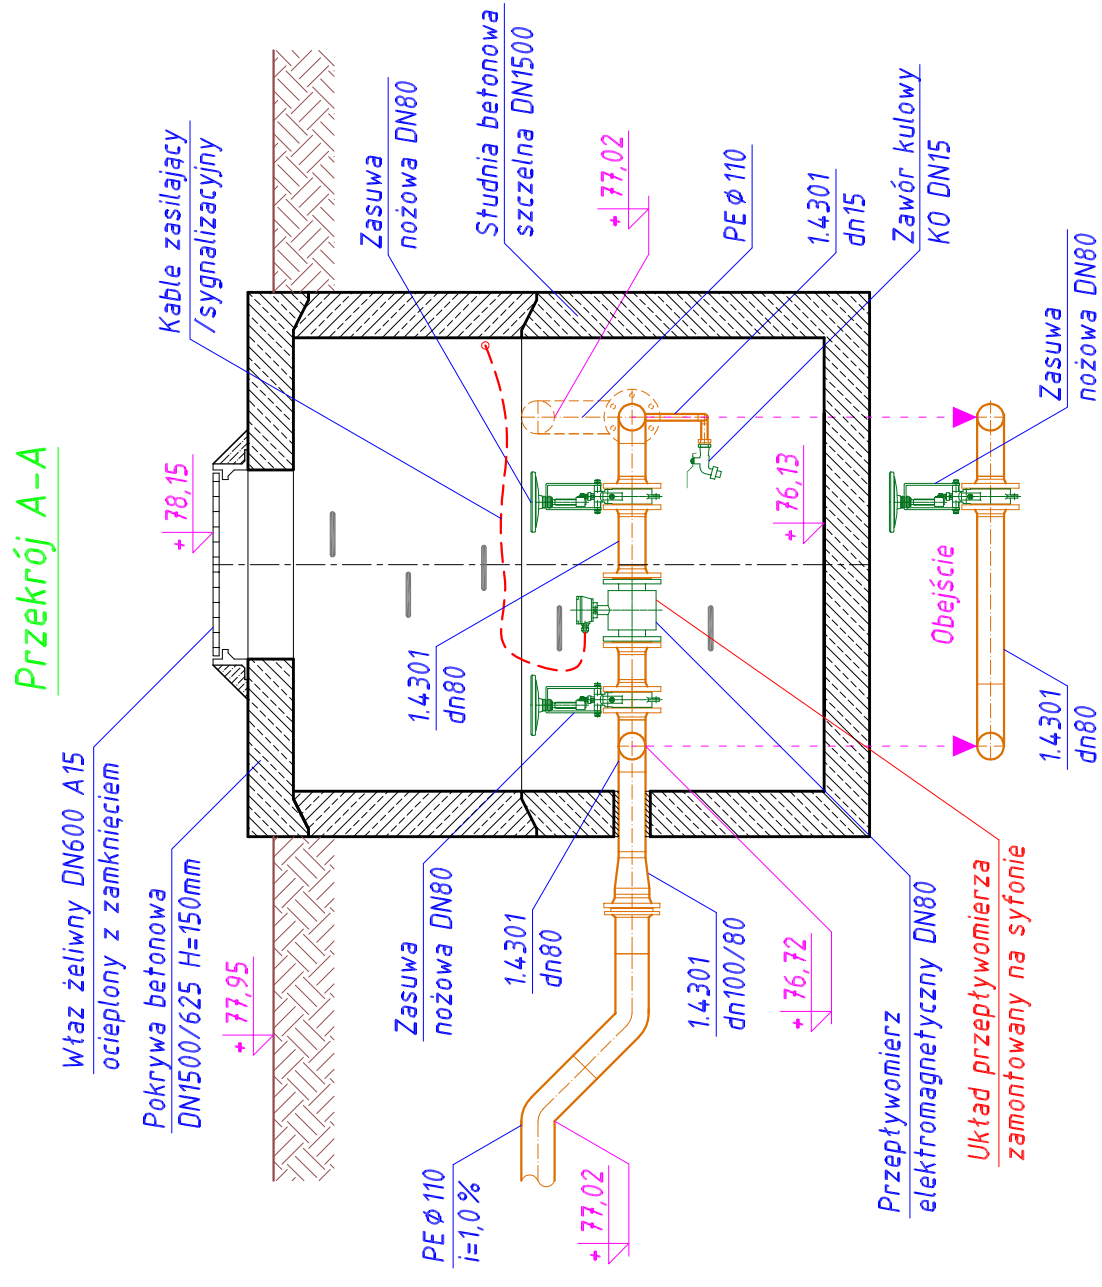 Przekrój A-A
Właz żeliwny DN600 A15
ocieplony z zamknięciem
Pokrywa betonowa
DN1500/625 H=150mm
+ 77,95
+ 78,15
Kable zasilający
/sygnalizacyjny
Zasuwa
nożowa DN80
Studnia betonowa
szczelna DN1500
+ 77,02
PE ϕ 110
1.4301
dn15
Zawór kulowy
KO DN15
Zasuwa
nożowa DN80
1.4301
dn80
+ 76,13
Obejście
1.4301
dn80
Zasuwa
nożowa DN80
1.4301
dn80
1.4301
dn100/80
+ 76,72
PE ϕ 110
i=1,0%
+ 77,02
Przepływomierz
elektromagnetyczny DN80
Układ przepływomierza
zamontowany na syfonie